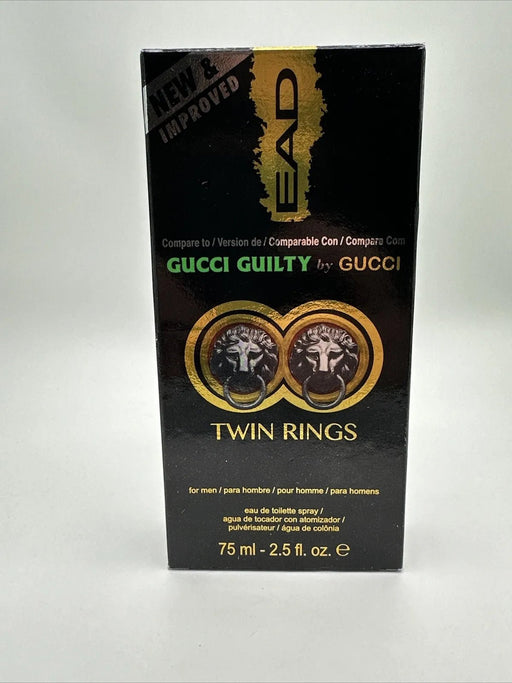 NEW &
IMPROVED
EAD
Compare to / Version de / Comparable Con / Compara Com
GUCCI GUILTY by GUCCI
TWIN RINGS
for men / para hombre / pour homme / para homens
eau de toilette spray /
agua de tocador con atomizador /
pulvérisateur / água de colônia
75 ml - 2.5 fl. oz. ℮